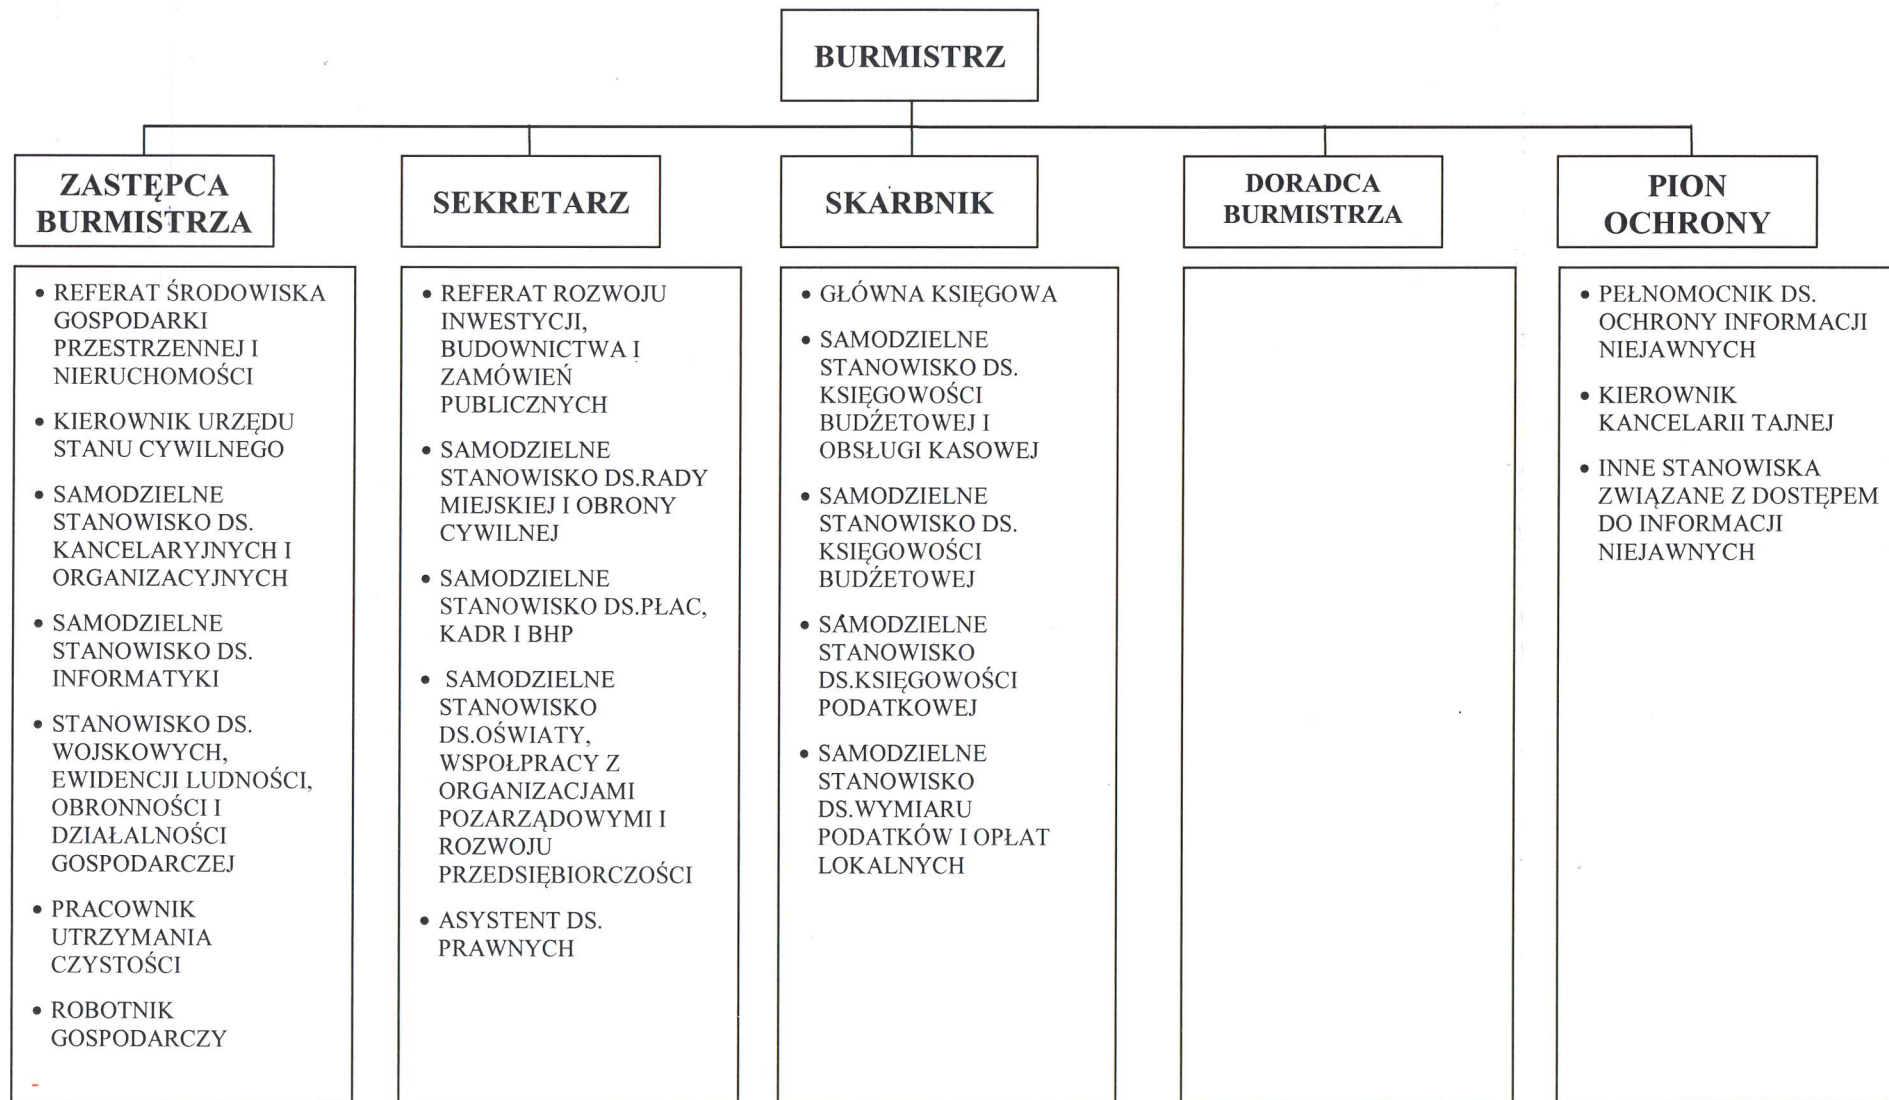 BURMISTRZ
ZASTĘPCA
BURMISTRZA
SEKRETARZ
SKARBNIK
DORADCA
BURMISTRZA
PION
OCHRONY
• REFERAT ŚRODOWISKA
GOSPODARKI
PRZESTRZENNEJ I
NIERUCHOMOŚCI
• KIEROWNIK URZĘDU
STANU CYWILNEGO
• SAMODZIELNE
STANOWISKO DS.
KANCELARYJNYCH I
ORGANIZACYJNYCH
• SAMODZIELNE
STANOWISKO DS.
INFORMATYKI
• STANOWISKO DS.
WOJSKOWYCH,
EWIDENCJI LUDNOŚCI,
OBRONNOŚCI I
DZIAŁALNOŚCI
GOSPODARCZEJ
• PRACOWNIK
UTRZYMANIA
CZYSTOŚCI
• ROBOTNIK
GOSPODARCZY
-
• REFERAT ROZWOJU
INWESTYCJI,
BUDOWNICTWA I
ZAMÓWIEŃ
PUBLICZNYCH
• SAMODZIELNE
STANOWISKO DS.RADY
MIEJSKIEJ I OBRONY
CYWILNEJ
• SAMODZIELNE
STANOWISKO DS.PŁAC,
KADR I BHP
• SAMODZIELNE
STANOWISKO
DS.OŚWIATY,
WSPOŁPRACY Z
ORGANIZACJAMI
POZARZĄDOWYMI I
ROZWOJU
PRZEDSIĘBIORCZOŚCI
• ASYSTENT DS.
PRAWNYCH
• GŁÓWNA KSIĘGOWA
• SAMODZIELNE
STANOWISKO DS.
KSIĘGOWOŚCI
BUDŹETOWEJ I
OBSŁUGI KASOWEJ
• SAMODZIELNE
STANOWISKO DS.
KSIĘGOWOŚCI
BUDŹETOWEJ
• SAMODZIELNE
STANOWISKO
DS.KSIĘGOWOŚCI
PODATKOWEJ
• SAMODZIELNE
STANOWISKO
DS.WYMIARU
PODATKÓW I OPŁAT
LOKALNYCH
• PEŁNOMOCNIK DS.
OCHRONY INFORMACJI
NIEJAWNYCH
• KIEROWNIK
KANCELARII TAJNEJ
• INNE STANOWISKA
ZWIĄZANE Z DOSTĘPEM
DO INFORMACJI
NIEJAWNYCH